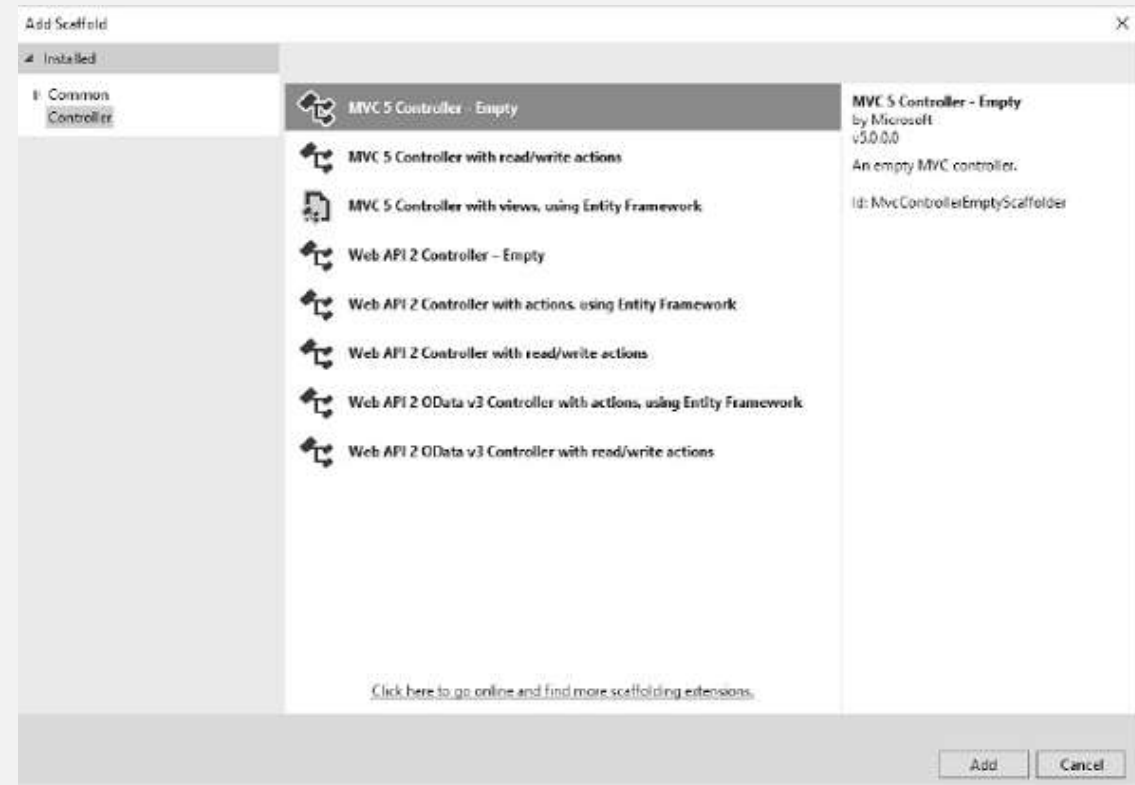 Add Scaffold
Installed
Common
Controller
MVC 5 Controller - Empty
MVC 5 Controller with read/write actions
MVC 5 Controller with views, using Entity Framework
Web API 2 Controller – Empty
Web API 2 Controller with actions, using Entity Framework
Web API 2 Controller with read/write actions
Web API 2 OData v3 Controller with actions, using Entity Framework
Web API 2 OData v3 Controller with read/write actions
Click here to go online and find more scaffolding extensions.
MVC 5 Controller - Empty
by Microsoft
v5.0.0.0
An empty MVC controller.
Id: MvcControllerEmptyScaffolder
Add
Cancel